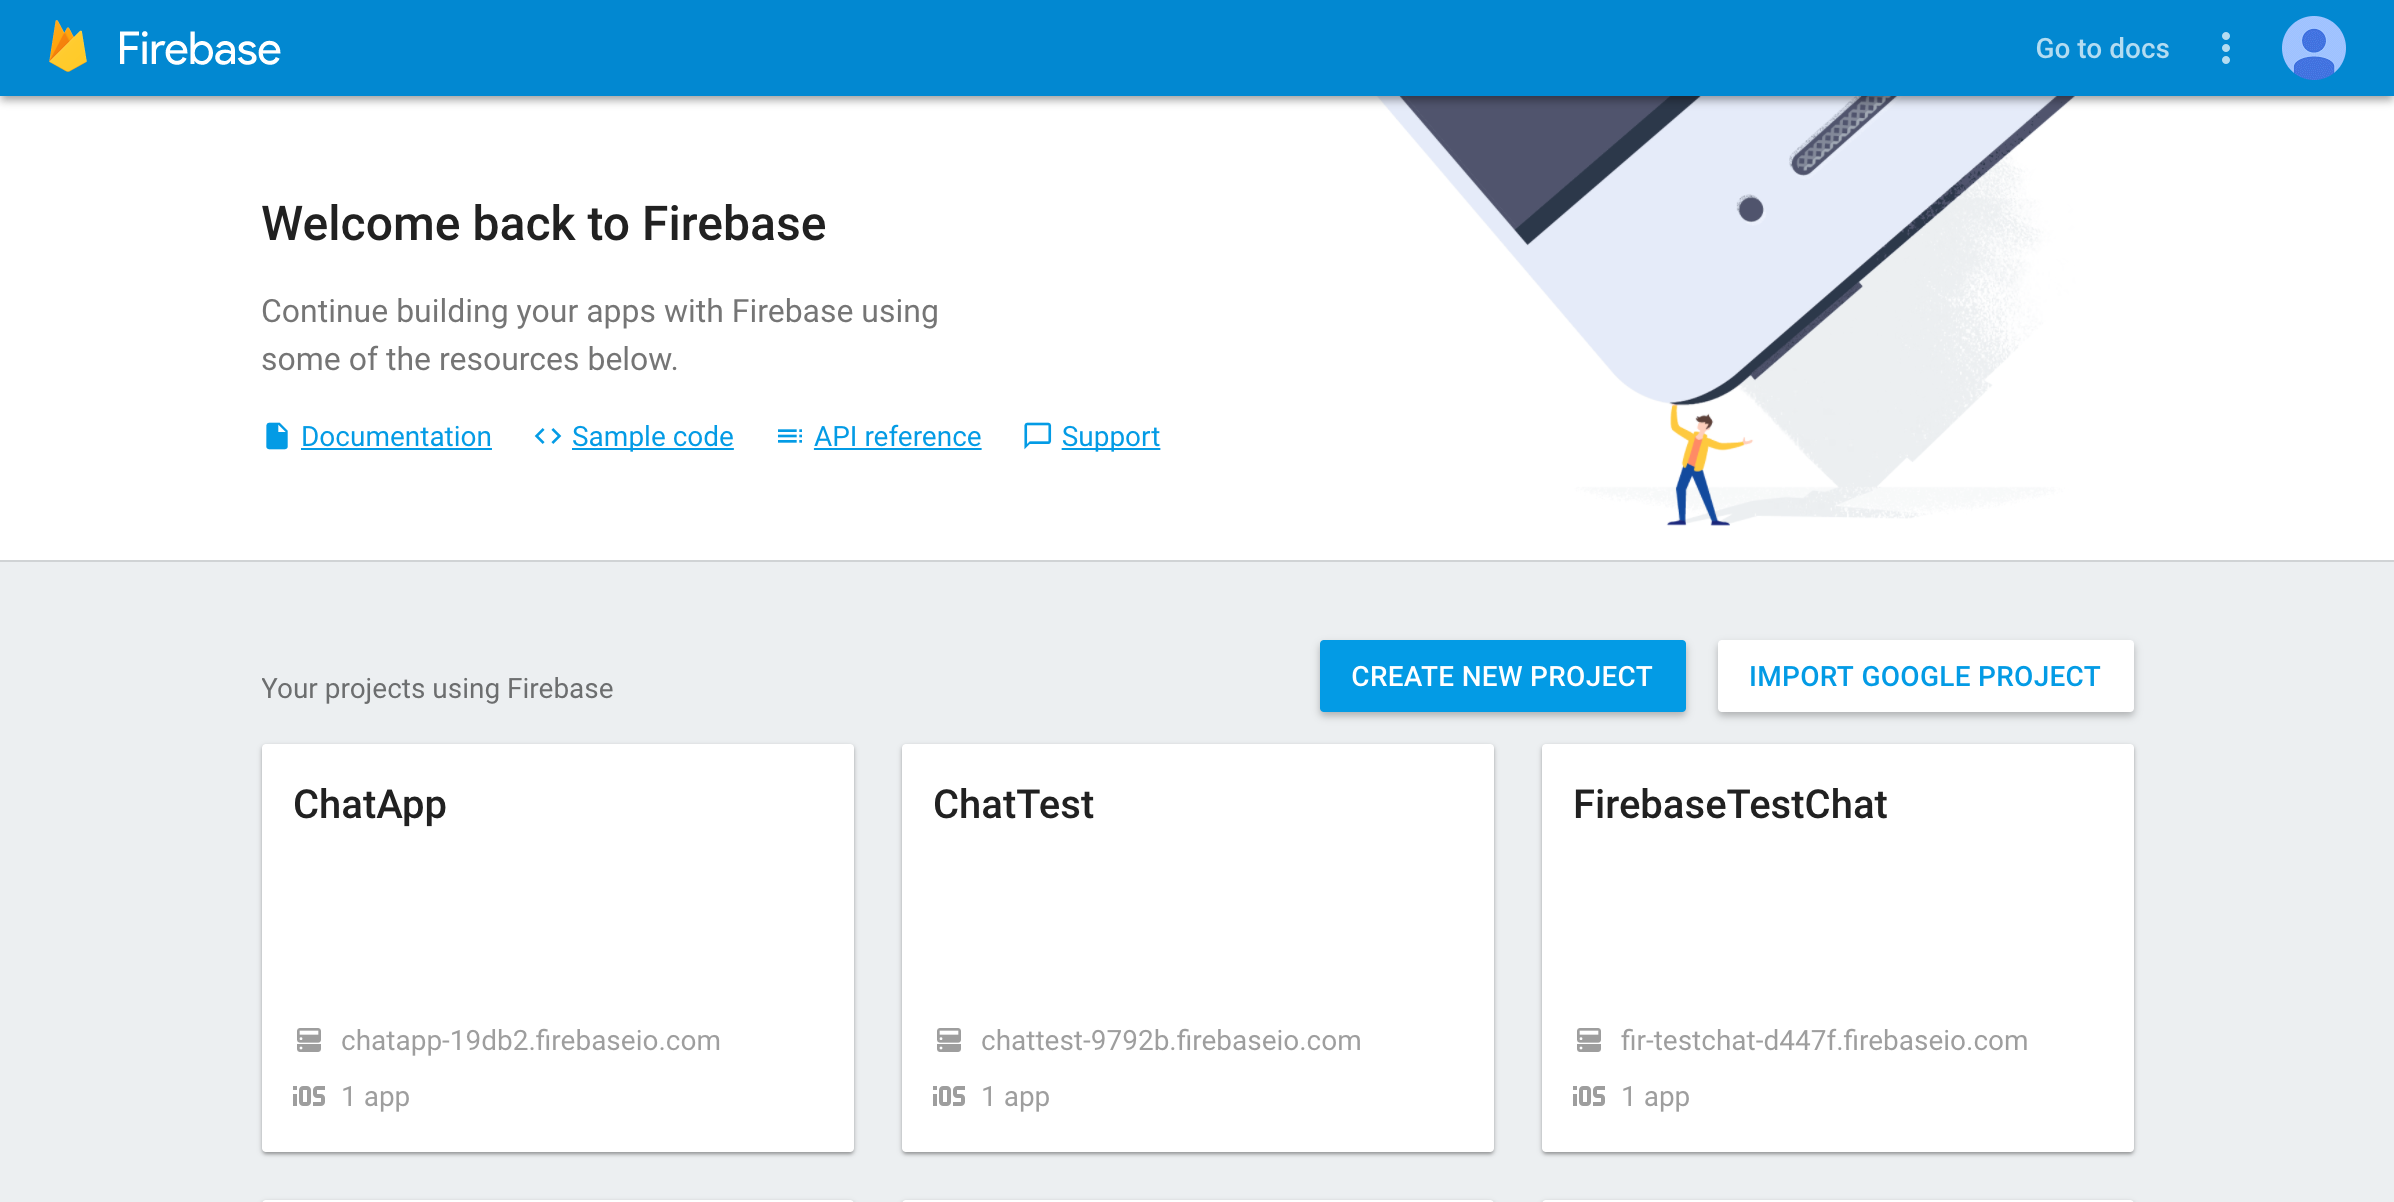 Firebase
Go to docs
Welcome back to Firebase
Continue building your apps with Firebase using
some of the resources below.
Documentation Sample code API reference Support
Your projects using Firebase
CREATE NEW PROJECT
IMPORT GOOGLE PROJECT
ChatApp
chatapp-19db2.firebaseio.com
iOS 1 app
ChatTest
chattest-9792b.firebaseio.com
iOS 1 app
FirebaseTestChat
fir-testchat-d447f.firebaseio.com
iOS 1 app